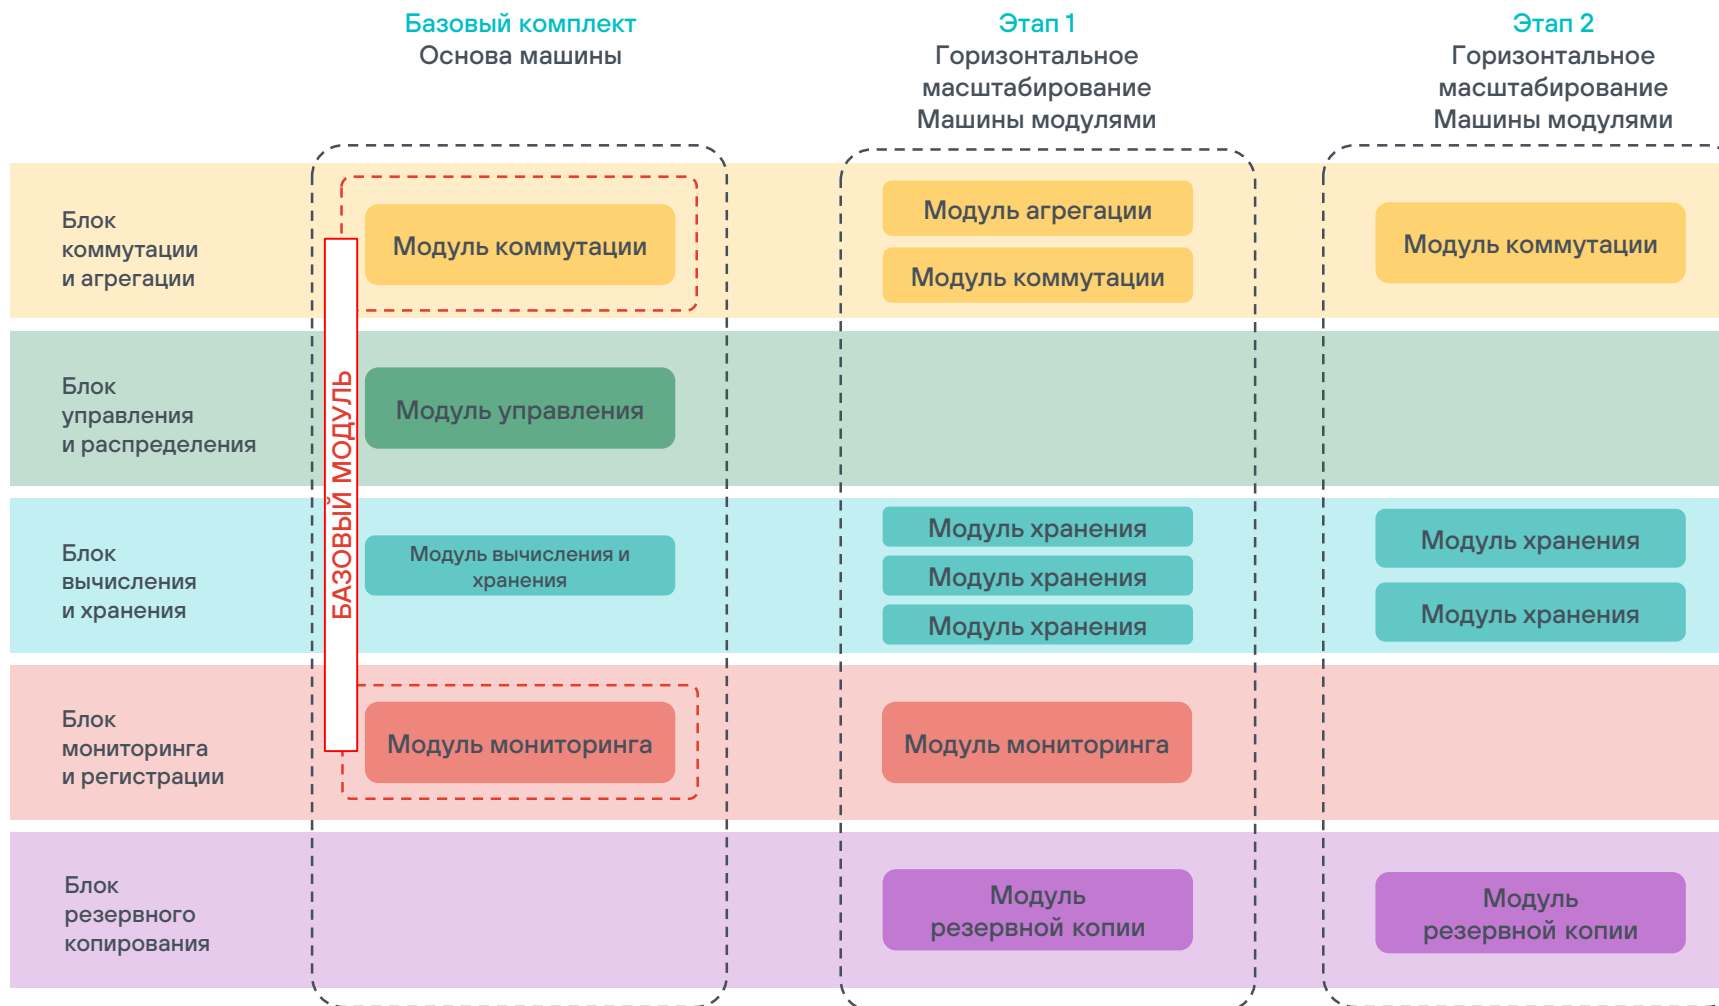 Базовый комплект
Основа машины
Этап 1
Горизонтальное
масштабирование
Машины модулями
Этап 2
Горизонтальное
масштабирование
Машины модулями
Блок
коммутации
и агрегации
Модуль коммутации
Модуль агрегации
Модуль коммутации
Модуль коммутации
БАЗОВЫЙ МОДУЛЬ
Блок
управления
и распределения
Модуль управления
Блок
вычисления
и хранения
Модуль вычисления и
хранения
Модуль хранения
Модуль хранения
Модуль хранения
Модуль хранения
Модуль хранения
Блок
мониторинга
и регистрации
Модуль мониторинга
Модуль мониторинга
Блок
резервного
копирования
Модуль
резервной копии
Модуль
резервной копии